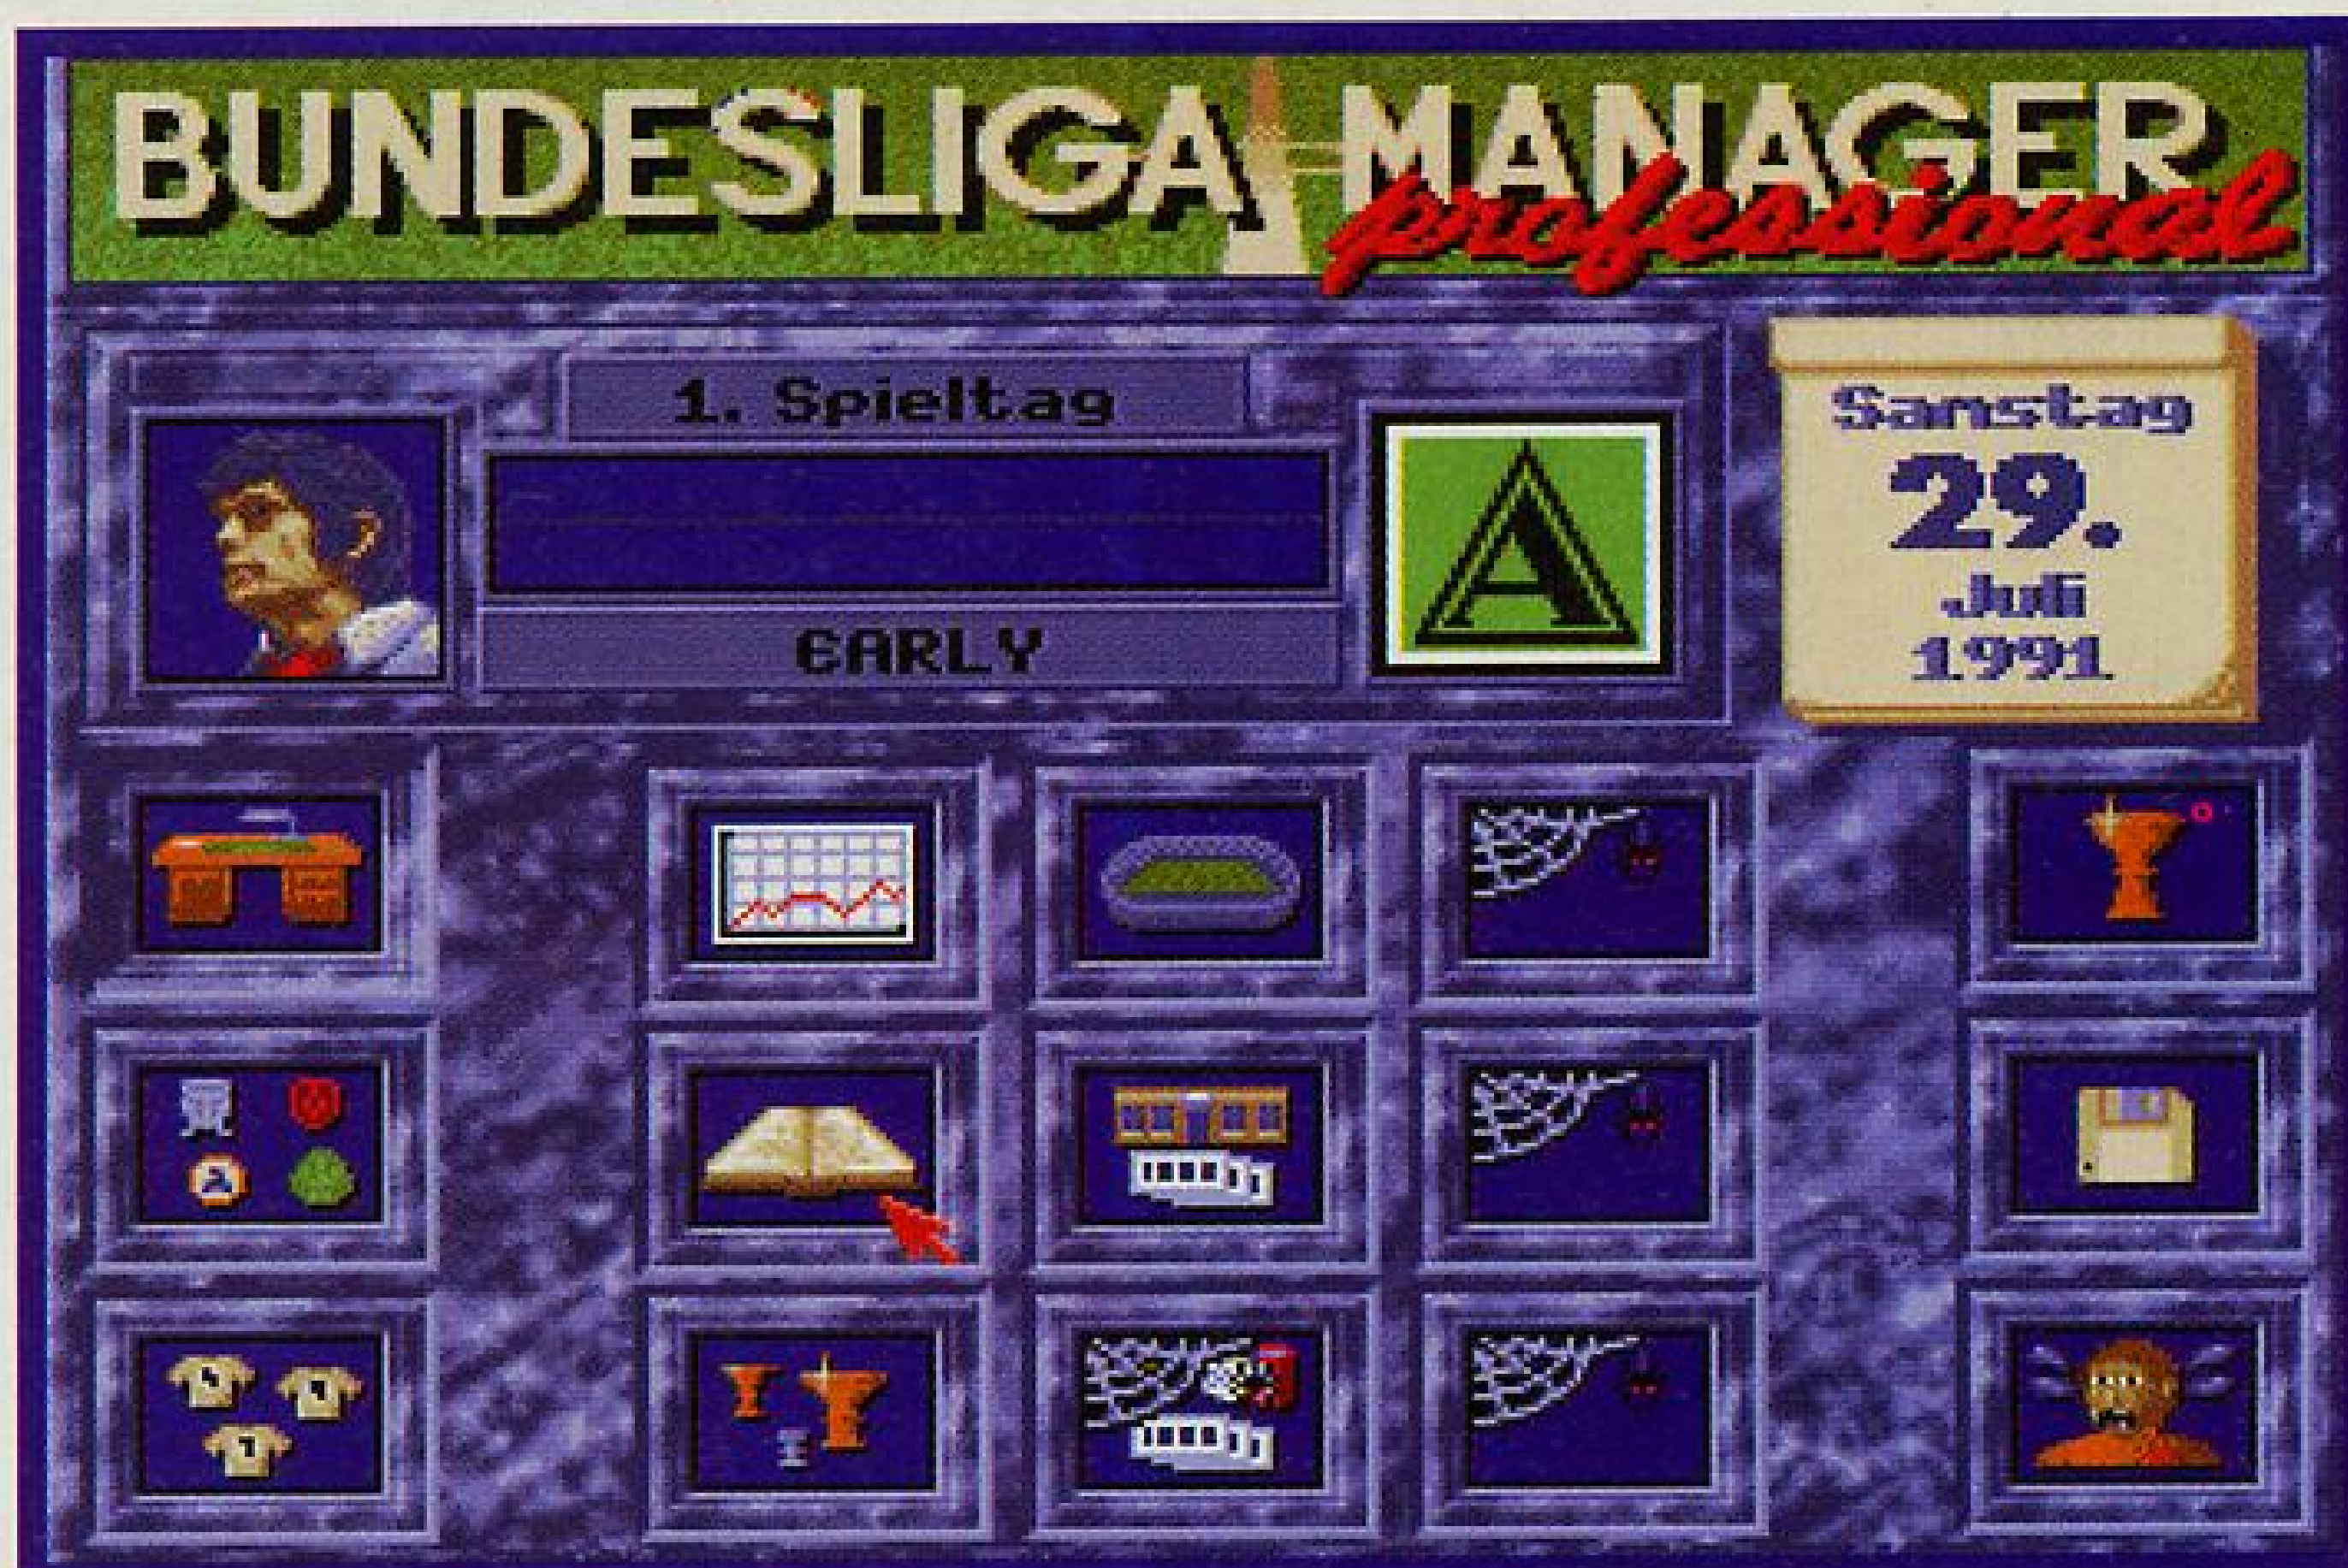 BUNDESLIGA MANAGER
professional
1. Spieltag
EARLY
A
Samstag
29.
Juli
1991